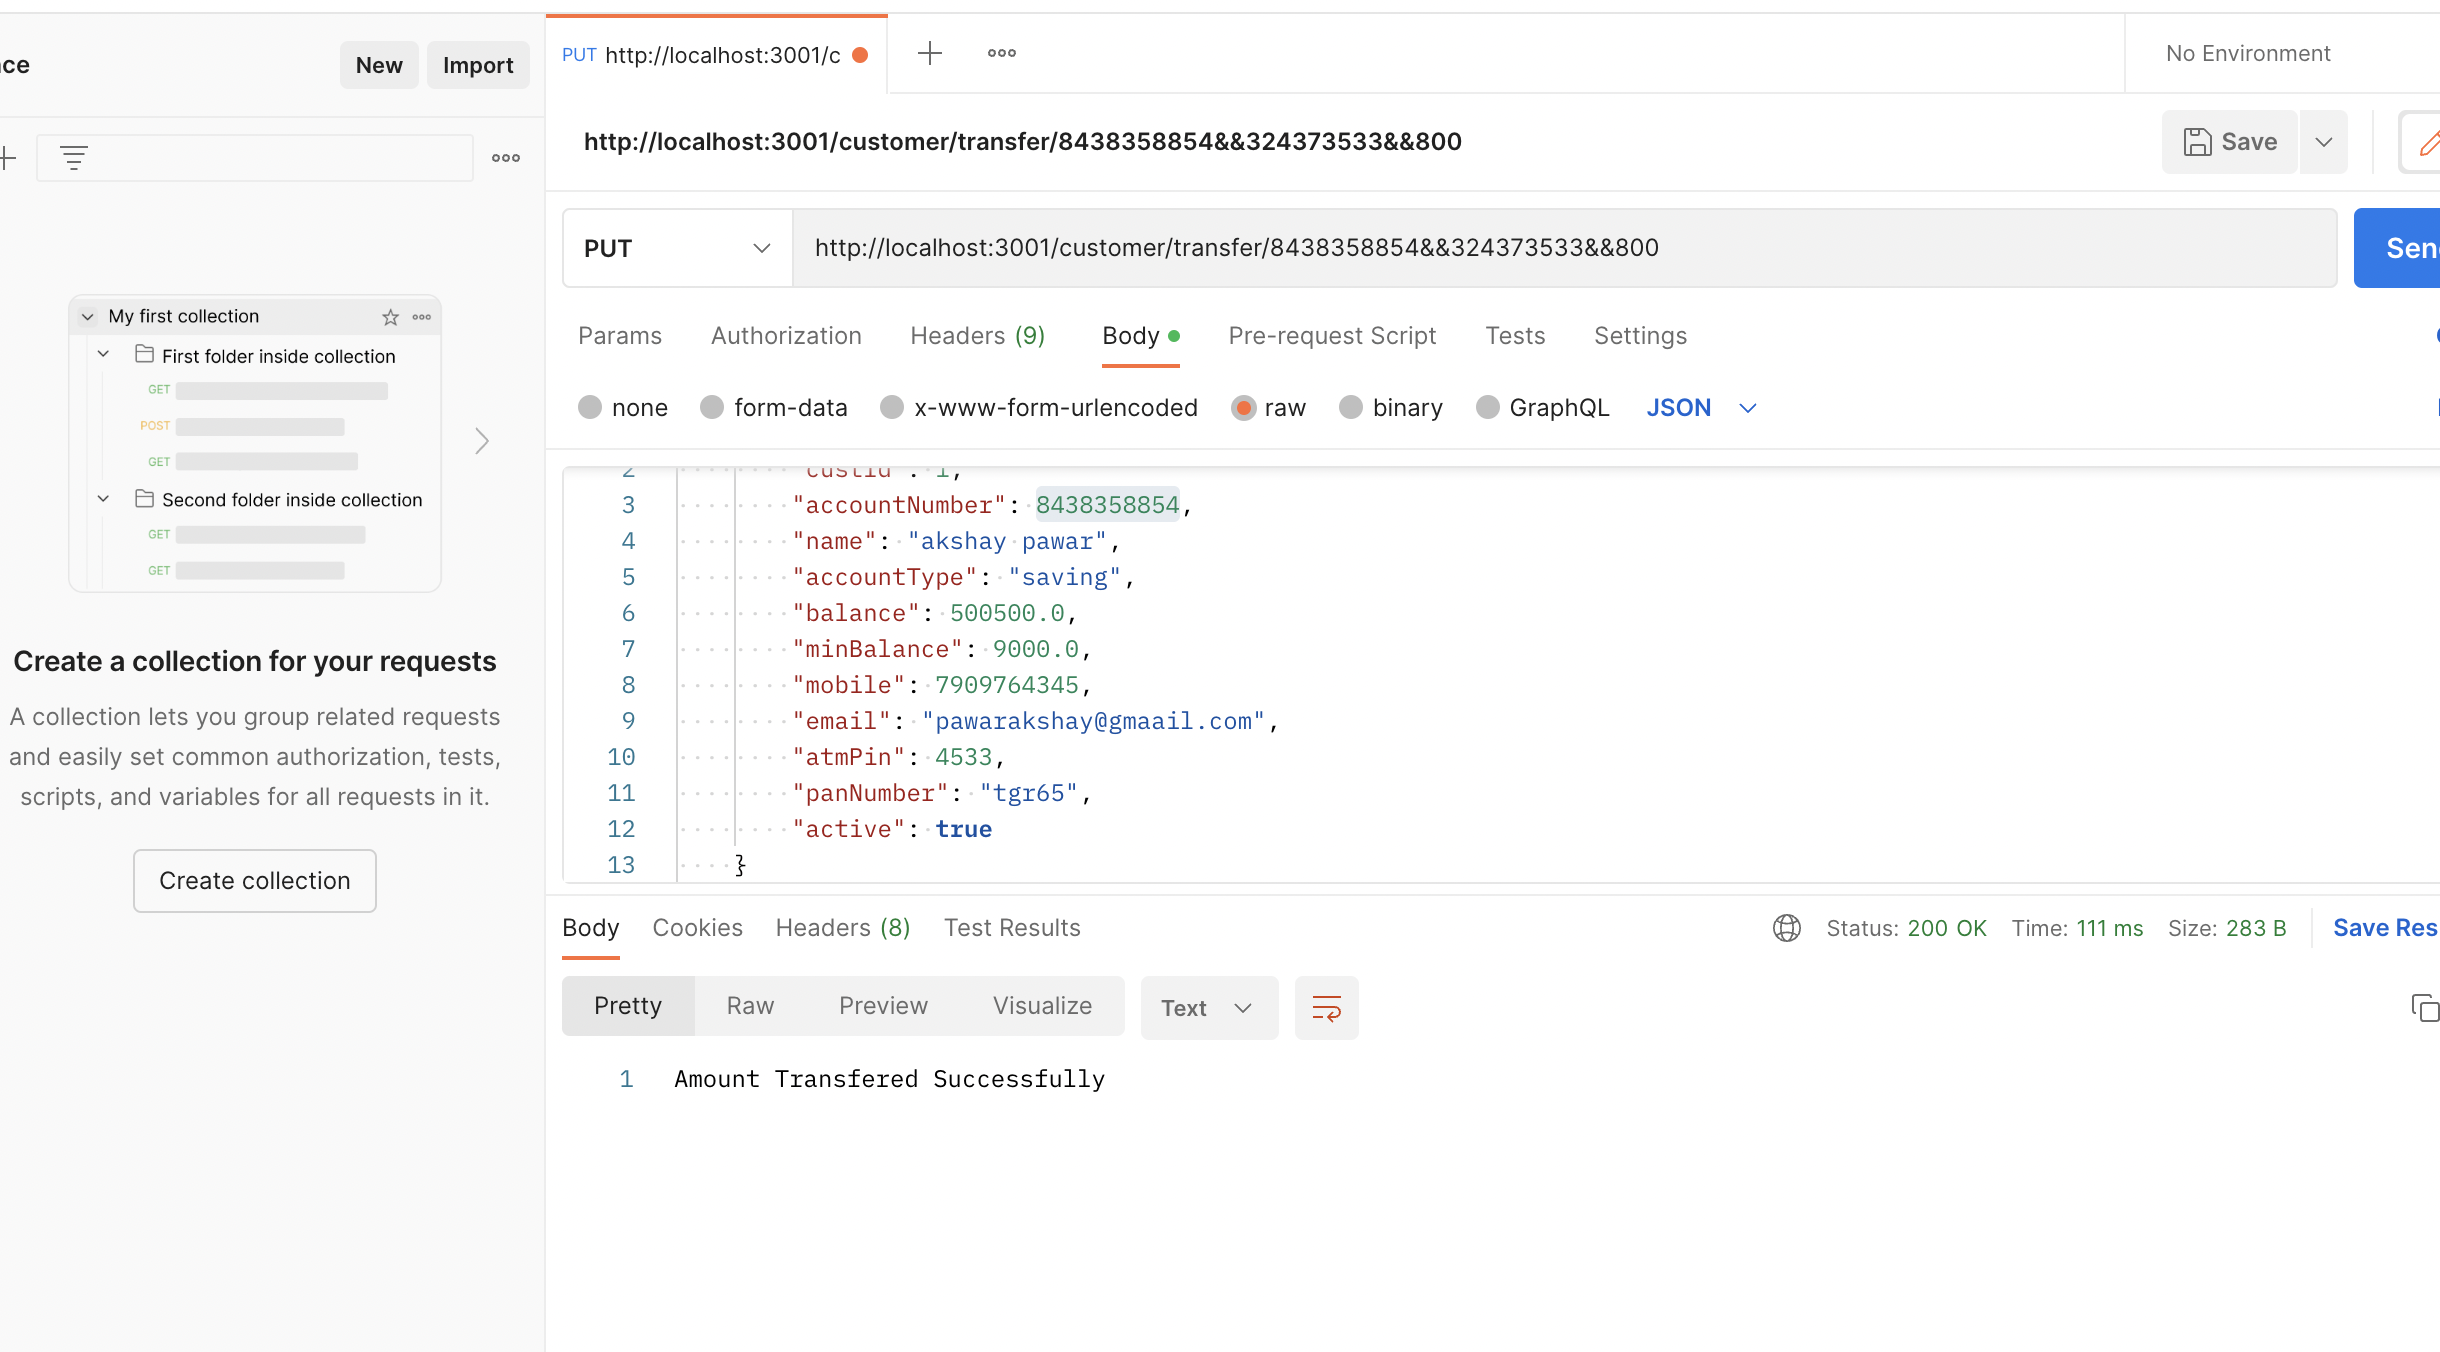 New
Import
PUT http://localhost:3001/c
No Environment
http://localhost:3001/customer/transfer/8438358854&&324373533&&800
Save
PUT
http://localhost:3001/customer/transfer/8438358854&&324373533&&800
Params
Authorization
Headers (9)
Body
Pre-request Script
Tests
Settings
none
form-data
x-www-form-urlencoded
raw
binary
GraphQL
JSON
My first collection
First folder inside collection
GET
POST
GET
Second folder inside collection
GET
GET
Create a collection for your requests
A collection lets you group related requests
and easily set common authorization, tests,
scripts, and variables for all requests in it.
Create collection
3 "accountNumber": 8438358854,
4 "name": "akshay pawar",
5 "accountType": "saving",
6 "balance": 500500.0,
7 "minBalance": 9000.0,
8 "mobile": 7909764345,
9 "email": "pawarakshay@gmaail.com",
10 "atmPin": 4533,
11 "panNumber": "tgr65",
12 "active": true
13 }
Body
Cookies
Headers (8)
Test Results
Status: 200 OK
Time: 111 ms
Size: 283 B
Save Res
Pretty
Raw
Preview
Visualize
Text
1 Amount Transfered Successfully